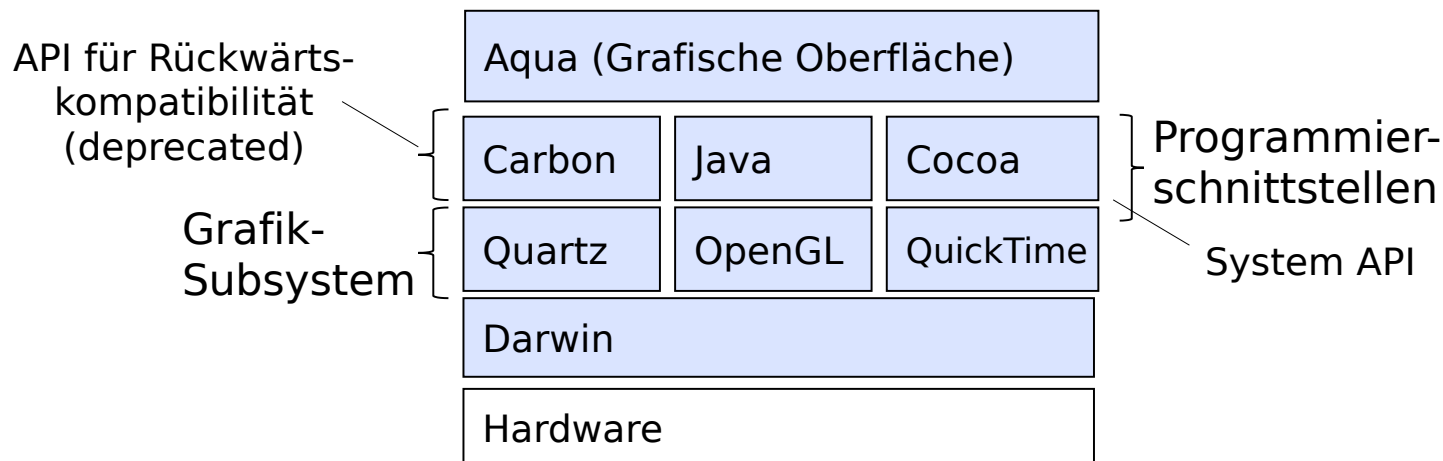 Aqua (Grafische Oberfläche)
API für Rückwärts-
kompatibilität
(deprecated)
Carbon
Java
Cocoa
Programmier-
schnittstellen
Grafik-
Subsystem
Quartz
OpenGL
QuickTime
System API
Darwin
Hardware